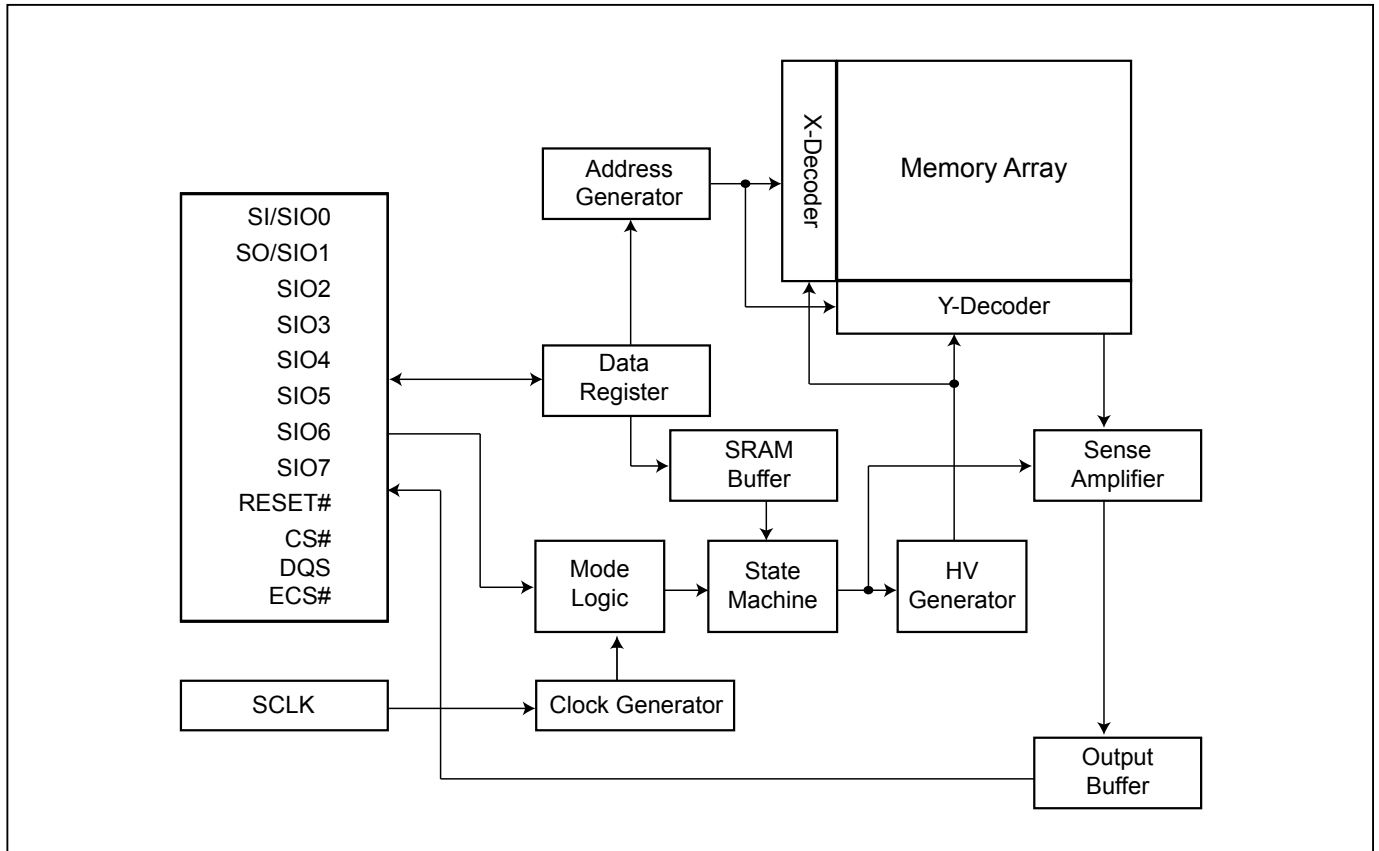 SI/SIO0
SO/SIO1
SIO2
SIO3
SIO4
SIO5
SIO6
SIO7
RESET#
CS#
DQS
ECS#
SCLK
Address
Generator
Data
Register
SRAM
Buffer
Mode
Logic
State
Machine
HV
Generator
Clock Generator
X-Decoder
Memory Array
Y-Decoder
Sense
Amplifier
Output
Buffer